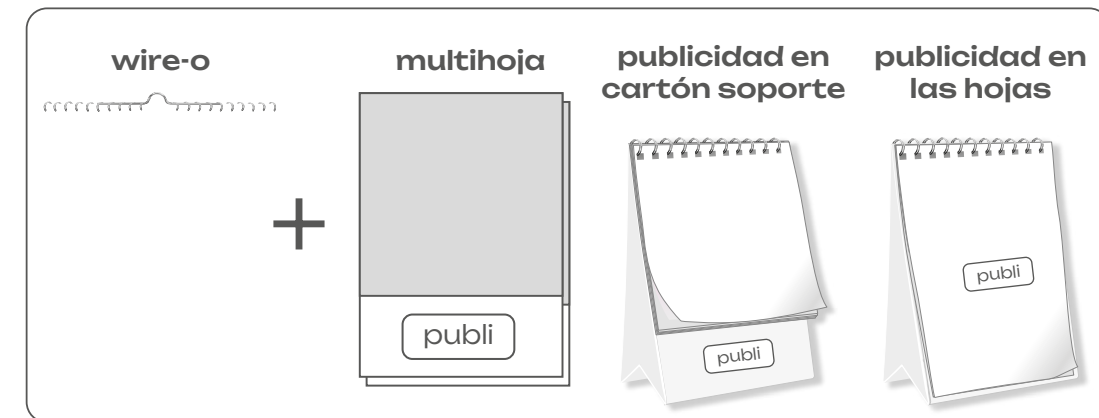 wire-o
multihoja
publicidad en
cartón soporte
publicidad en
las hojas
+
publi
publi
publi